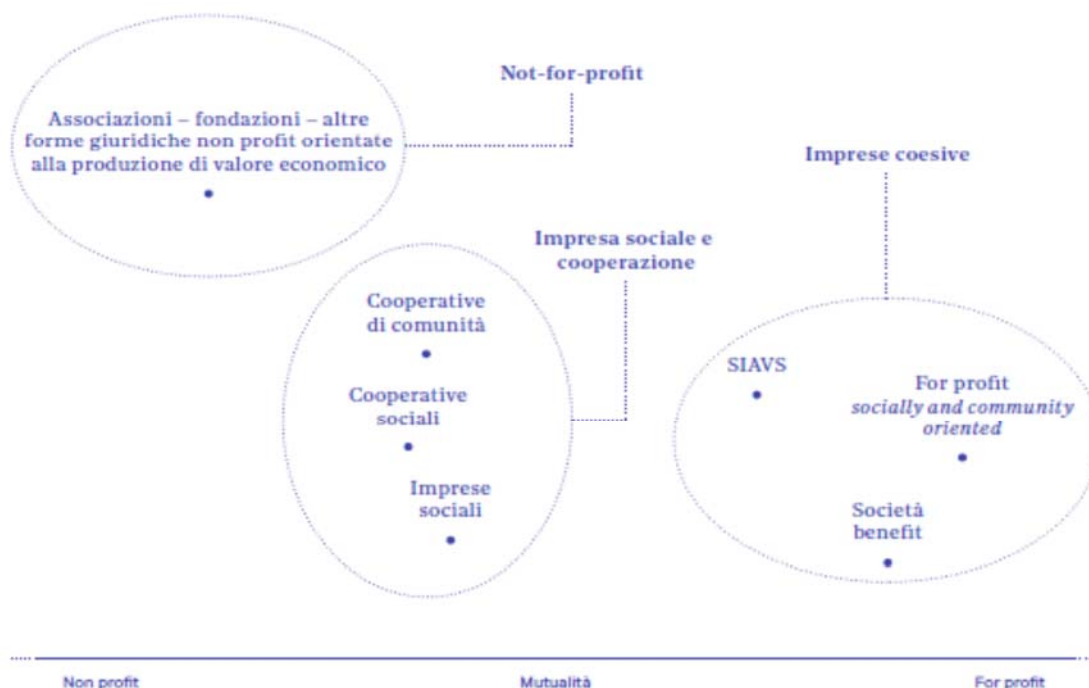 Not-for-profit
Associazioni – fondazioni – altre
forme giuridiche non profit orientate
alla produzione di valore economico
Imprese coesive
Impresa sociale e
cooperazione
Cooperative
di comunità
Cooperative
sociali
Imprese
sociali
SIAVS
For profit
socially and community
oriented
Società
benefit
Non profit
Mutualità
For profit